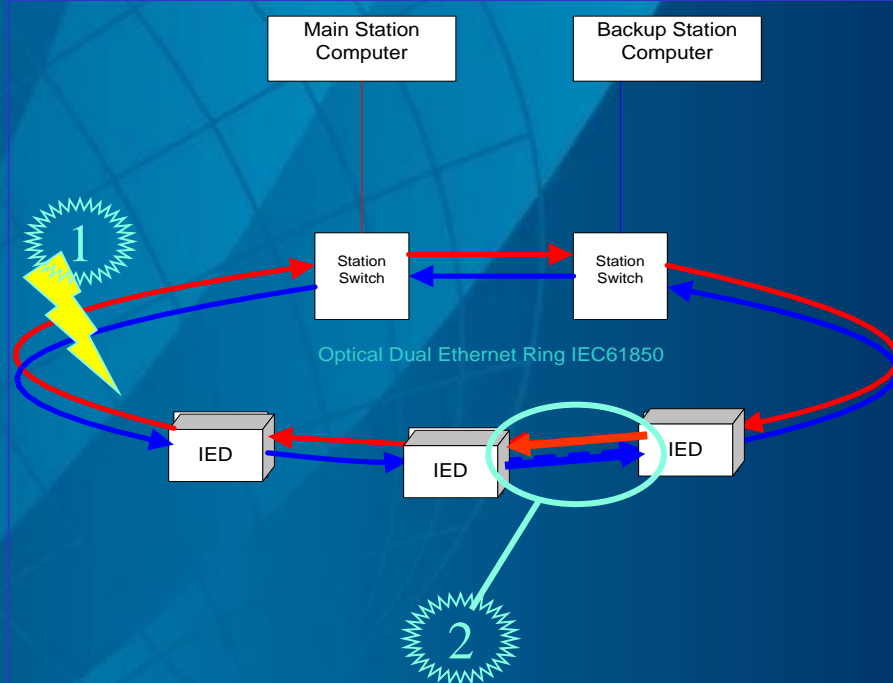 Main Station
Computer
Backup Station
Computer
1
Station
Switch
Station
Switch
Optical Dual Ethernet Ring IEC61850
IED
IED
IED
2